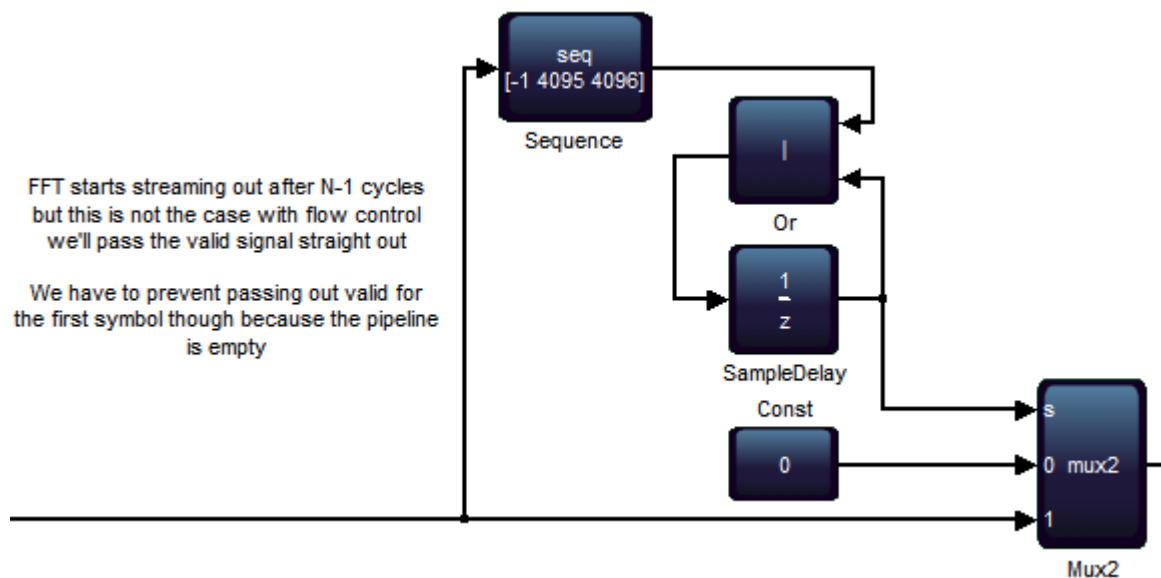 seq
[-1 4095 4096]
Sequence
|
Or
FFT starts streaming out after N-1 cycles
but this is not the case with flow control
we'll pass the valid signal straight out
We have to prevent passing out valid for
the first symbol though because the pipeline
is empty
1
z
SampleDelay
Const
0
s
0 mux2
1
Mux2